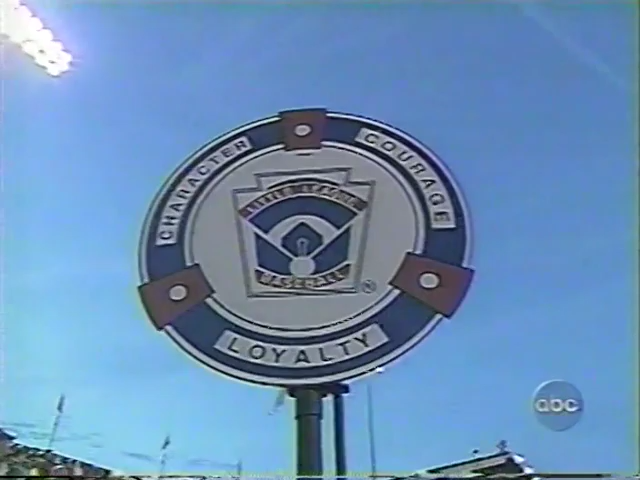 CHARACTER
COURAGE
LITTLE LEAGUE
BASEBALL
®
LOYALTY
abc